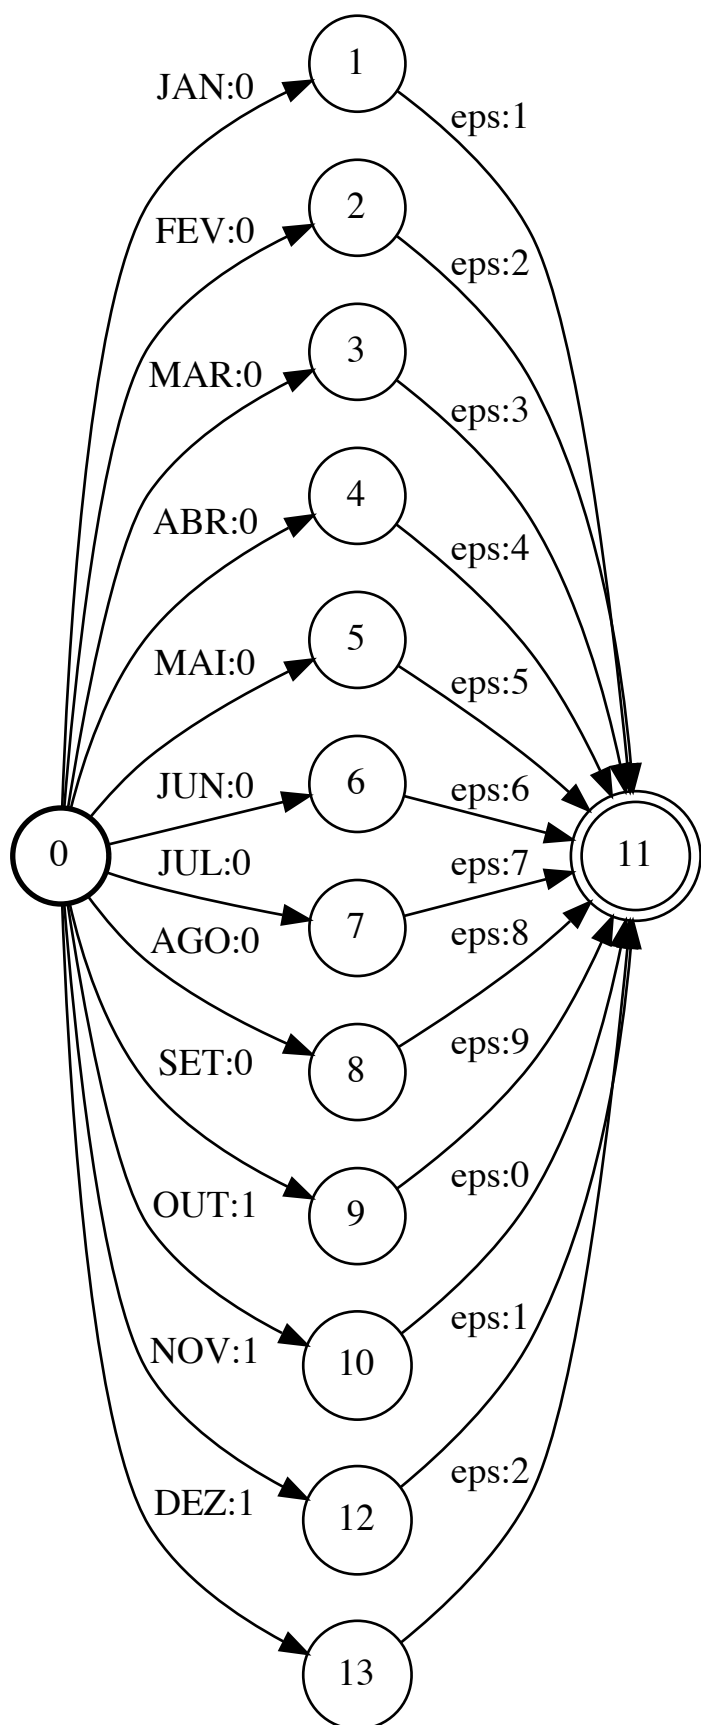 1
JAN:0
eps:1
2
FEV:0
eps:2
3
MAR:0
eps:3
4
ABR:0
eps:4
5
MAI:0
eps:5
6
JUN:0
eps:6
0
11
JUL:0
eps:7
7
AGO:0
eps:8
8
SET:0
eps:9
9
OUT:1
eps:0
10
NOV:1
eps:1
12
DEZ:1
eps:2
13